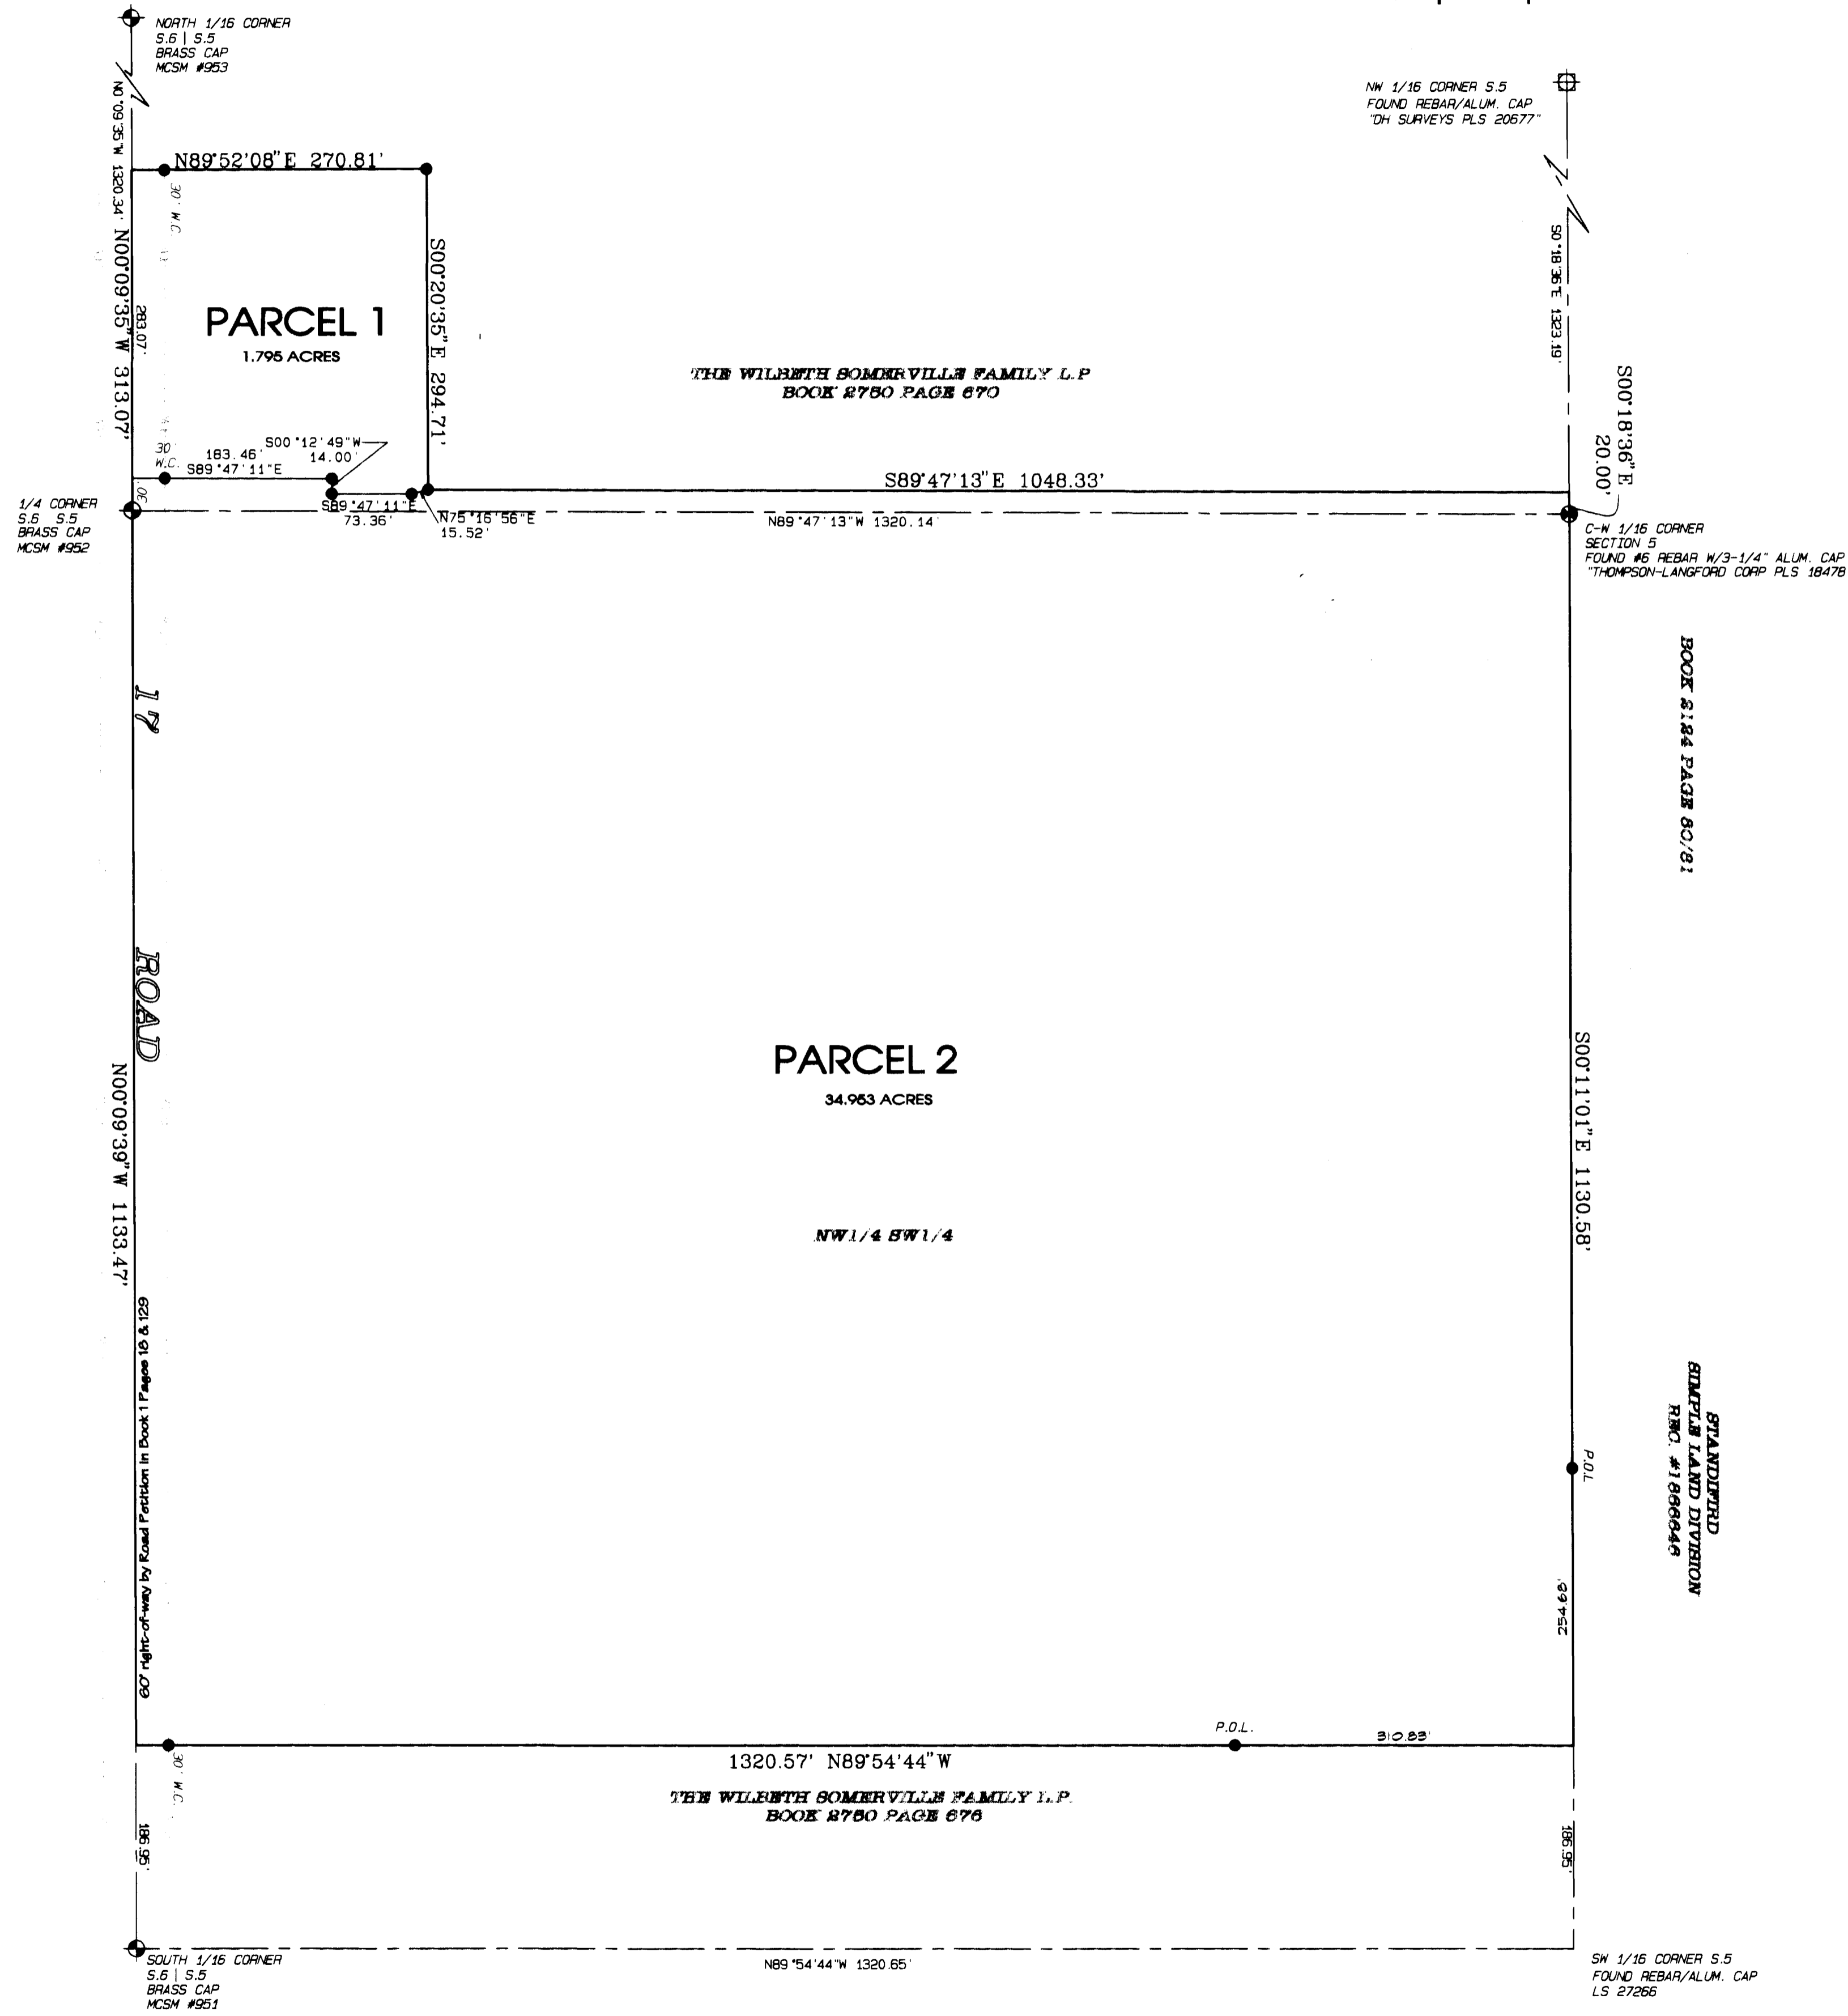 NORTH 1/16 CORNER
S.6 | S.5
BRASS CAP
MCSM #953
NW 1/16 CORNER S.5
FOUND REBAR/ALUM. CAP
"DH SURVEYS PLS 20677"
N0°09'35"W 1320.34'
N89°52'08"E 270.81'
30' W.C.
S0°18'36"E 1323.19'
N00°09'35"W 313.07'
283.07'
PARCEL 1
1.795 ACRES
S00°20'35"E 294.71'
THE WILBETH SOMERVILLE FAMILY L.P
BOOK 2750 PAGE 670
S00°18'36"E
20.00'
S00°12'49"W
14.00'
30'
W.C.
183.46'
S89°47'11"E
S89°47'13"E 1048.33'
30'
1/4 CORNER
S.6 S.5
BRASS CAP
MCSM #952
S89°47'11"E
73.36'
N75°16'56"E
15.52'
N89°47'13"W 1320.14'
C-W 1/16 CORNER
SECTION 5
FOUND #6 REBAR W/3-1/4" ALUM. CAP
"THOMPSON-LANGFORD CORP PLS 18478
BOOK 2184 PAGE 80/81
17 ROAD
PARCEL 2
34.953 ACRES
S00°11'01"E 1130.58'
N00°09'39"W 1133.47'
NW1/4 SW1/4
60' right-of-way by Road Petition in Book 1 Pages 18 & 129
STANDIFIRD
SIMPLE LAND DIVISION
REC. #1866646
P.O.L
254.68'
P.O.L.
310.83'
30' W.C.
1320.57' N89°54'44"W
THE WILBETH SOMERVILLE FAMILY L.P.
BOOK 2750 PAGE 676
186.95'
186.95'
SOUTH 1/16 CORNER
S.6 | S.5
BRASS CAP
MCSM #951
N89°54'44"W 1320.65'
SW 1/16 CORNER S.5
FOUND REBAR/ALUM. CAP
LS 27266